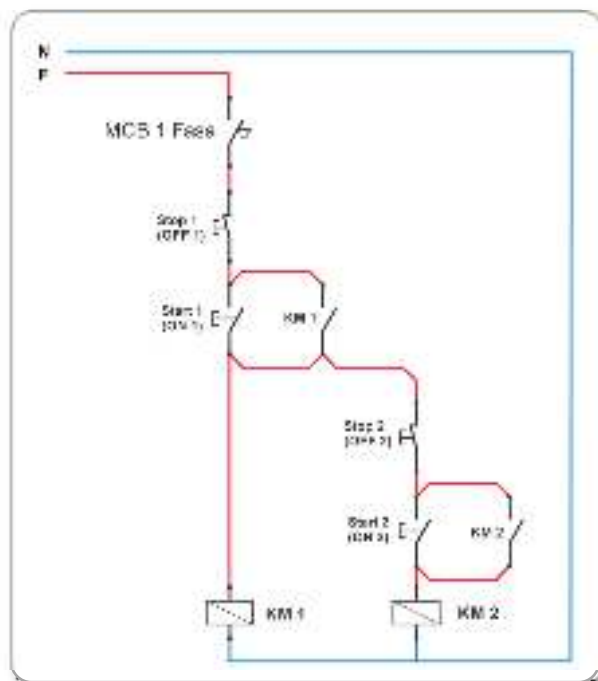 N
F
MCB 1 Fasa
Stop 1
(OFF 1)
Start 1
(ON 1)
KM 1
Stop 2
(OFF 2)
Start 2
(ON 2)
KM 2
KM 1
KM 2